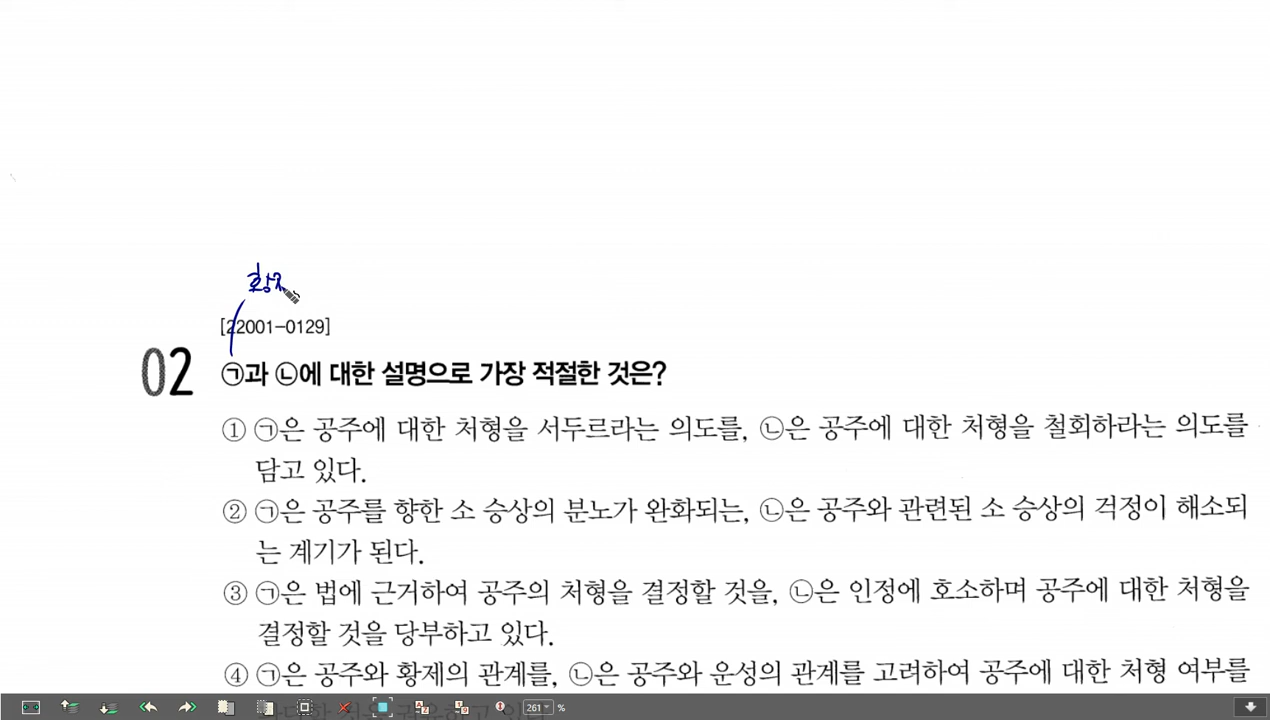 황제
[22001-0129]
02 ㉠과 ㉡에 대한 설명으로 가장 적절한 것은?
① ㉠은 공주에 대한 처형을 서두르라는 의도를, ㉡은 공주에 대한 처형을 철회하라는 의도를
담고 있다.
② ㉠은 공주를 향한 소 승상의 분노가 완화되는, ㉡은 공주와 관련된 소 승상의 걱정이 해소되
는 계기가 된다.
③ ㉠은 법에 근거하여 공주의 처형을 결정할 것을, ㉡은 인정에 호소하며 공주에 대한 처형을
결정할 것을 당부하고 있다.
④ ㉠은 공주와 황제의 관계를, ㉡은 공주와 운성의 관계를 고려하여 공주에 대한 처형 여부를
261 %